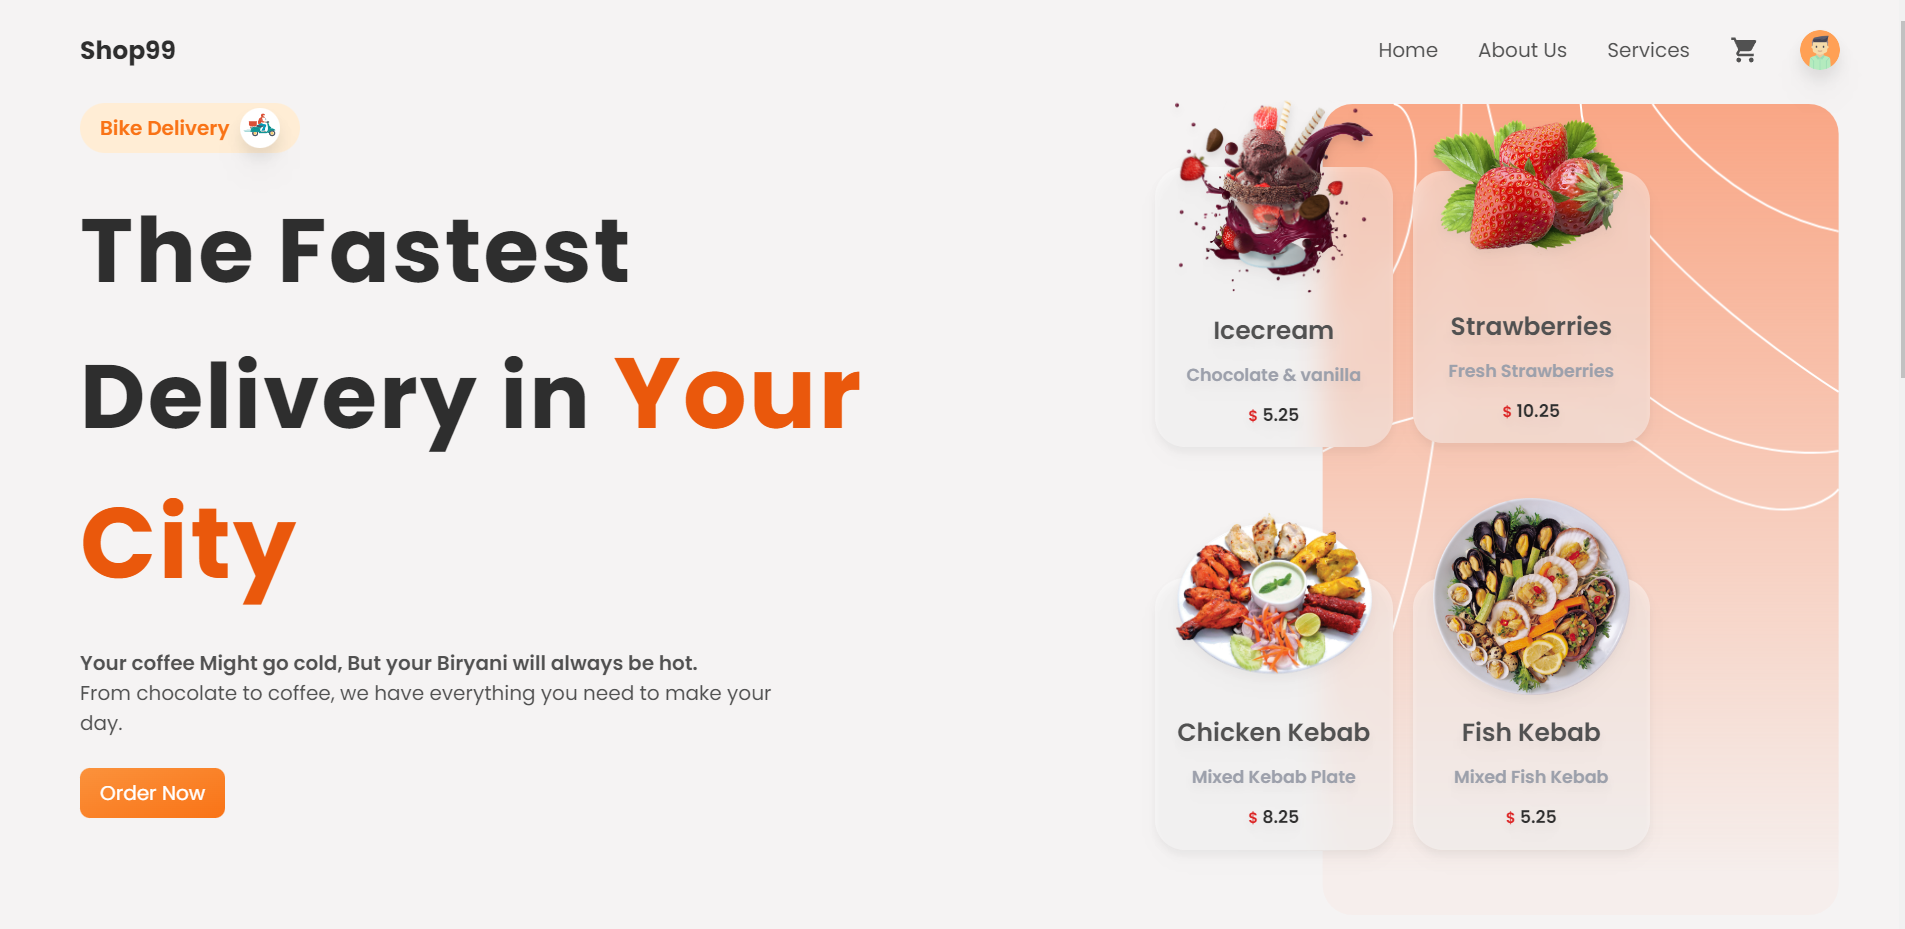 Shop99
Home
About Us
Services
Bike Delivery
The Fastest
Delivery in Your
City
Your coffee Might go cold, But your Biryani will always be hot.
From chocolate to coffee, we have everything you need to make your
day.
Order Now
Icecream
Chocolate & vanilla
$ 5.25
Strawberries
Fresh Strawberries
$ 10.25
Chicken Kebab
Mixed Kebab Plate
$ 8.25
Fish Kebab
Mixed Fish Kebab
$ 5.25